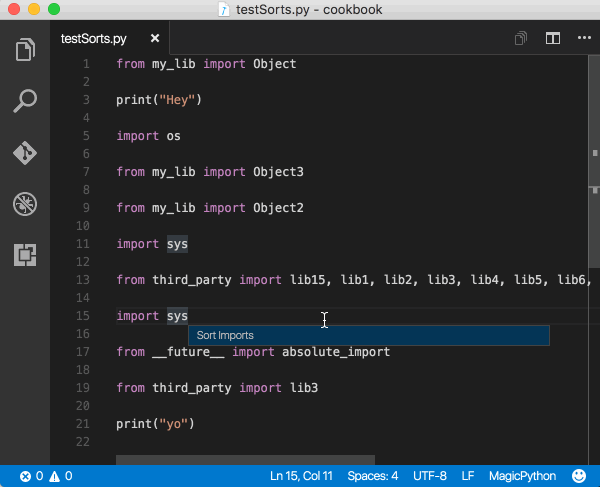 testSorts.py - cookbook
testSorts.py ×
1 from my_lib import Object
2
3 print("Hey")
4
5 import os
6
7 from my_lib import Object3
8
9 from my_lib import Object2
10
11 import sys
12
13 from third_party import lib15, lib1, lib2, lib3, lib4, lib5, lib6,
14
15 import sys
Sort Imports
16
17 from __future__ import absolute_import
18
19 from third_party import lib3
20
21 print("yo")
22
0 0 Ln 15, Col 11 Spaces: 4 UTF-8 LF MagicPython